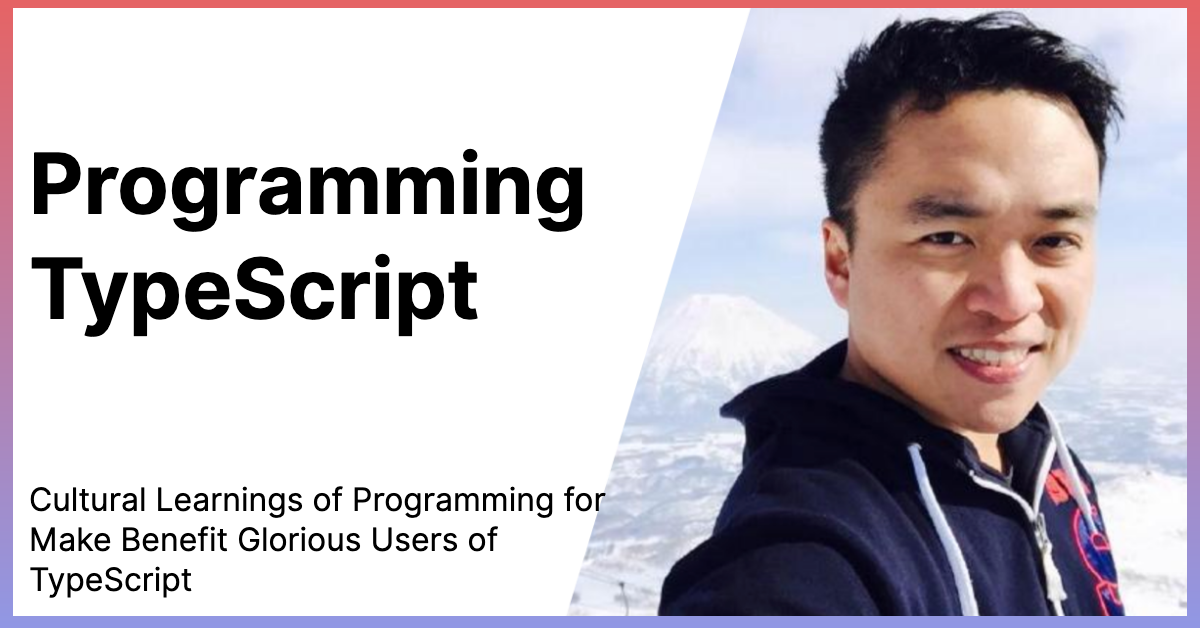 Programming
TypeScript
Cultural Learnings of Programming for
Make Benefit Glorious Users of
TypeScript